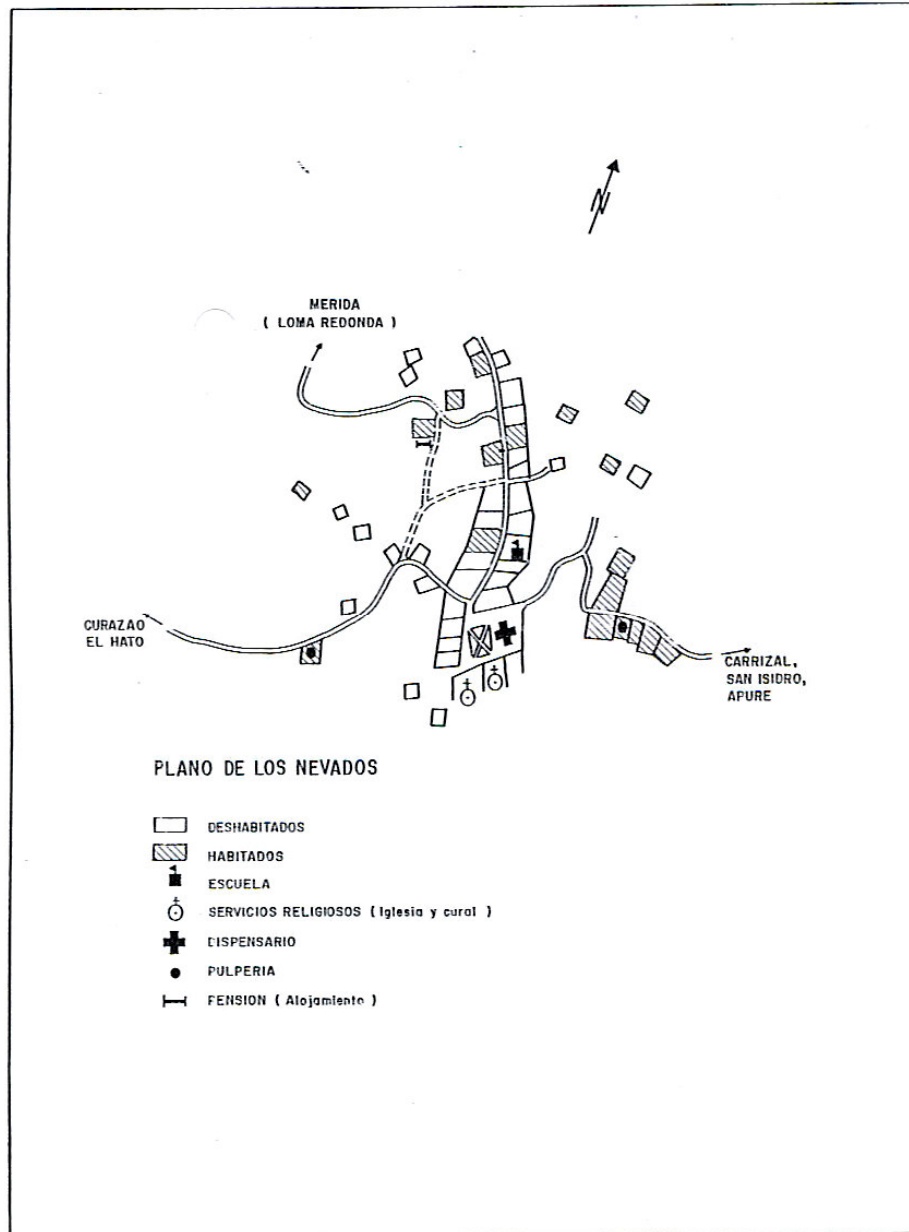 N
MERIDA
( LOMA REDONDA )
CURAZAO
EL HATO
CARRIZAL,
SAN ISIDRO,
APURE
PLANO DE LOS NEVADOS
DESHABITADOS
HABITADOS
ESCUELA
SERVICIOS RELIGIOSOS ( Iglesia y cural )
DISPENSARIO
PULPERIA
PENSION ( Alojamiento )